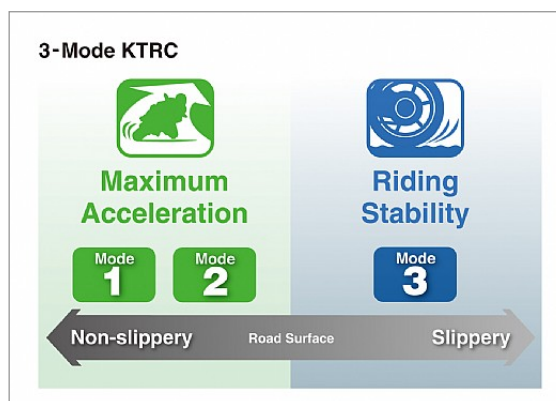 3-Mode KTRC
Maximum
Acceleration
Riding
Stability
Mode
1
Mode
2
Mode
3
Non-slippery
Road Surface
Slippery